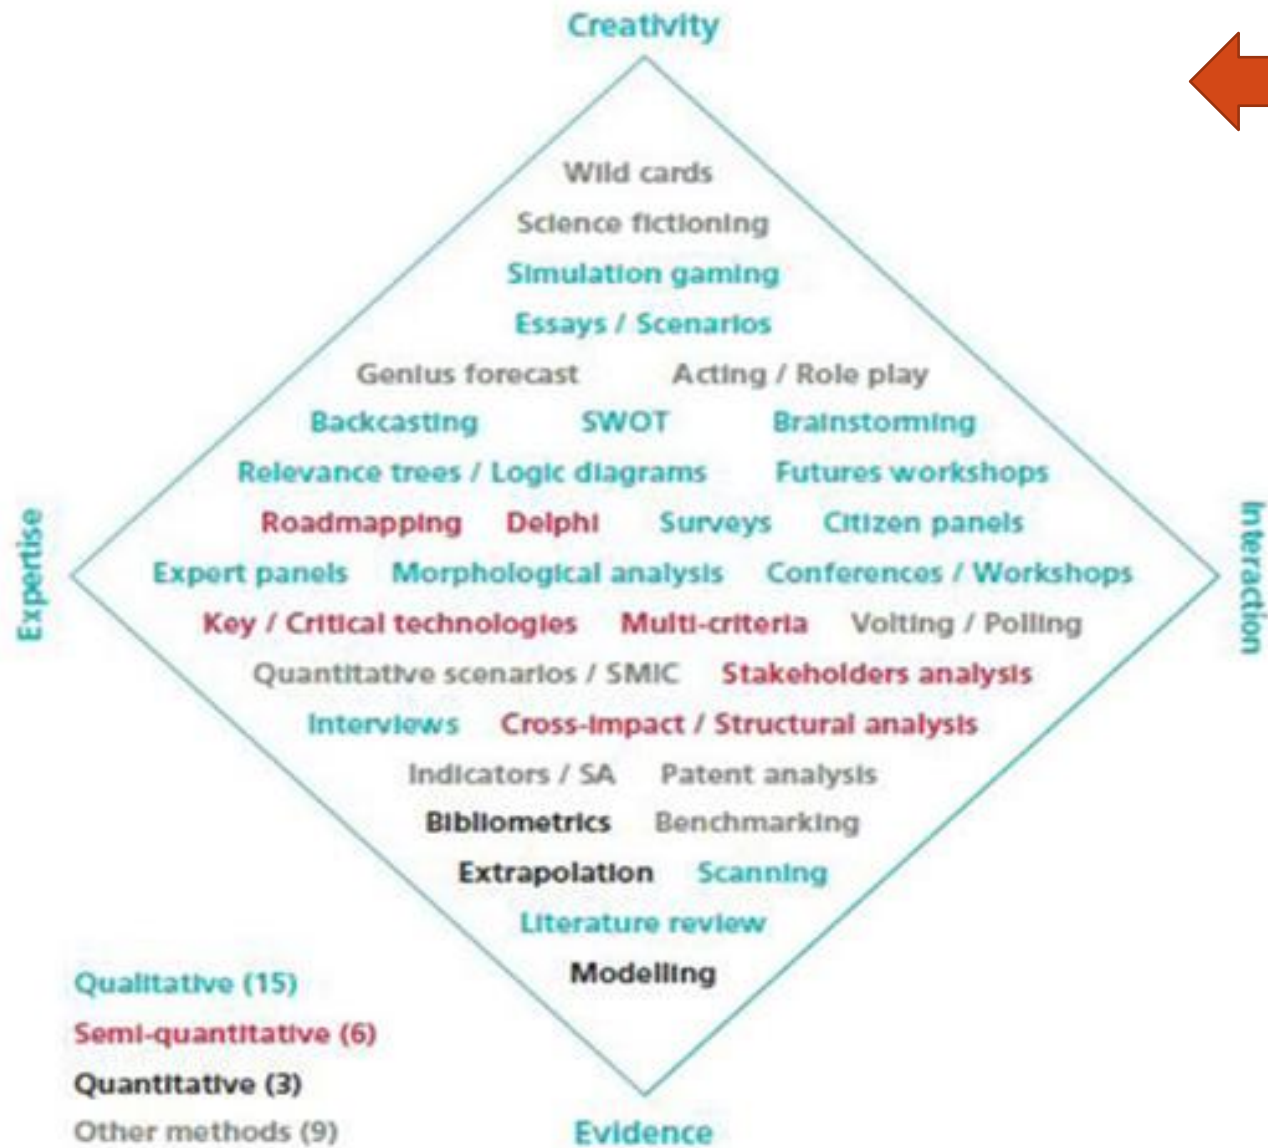 Creativity
Wild cards
Science fictioning
Simulation gaming
Essays / Scenarios
Genius forecast Acting / Role play
Backcasting SWOT Brainstorming
Relevance trees / Logic diagrams Futures workshops
Roadmapping Delphi Surveys Citizen panels
Expertise
Expert panels Morphological analysis Conferences / Workshops
Interaction
Key / Critical technologies Multi-criteria Volting / Polling
Quantitative scenarios / SMIC Stakeholders analysis
Interviews Cross-impact / Structural analysis
Indicators / SA Patent analysis
Bibliometrics Benchmarking
Extrapolation Scanning
Literature review
Modelling
Evidence
Qualitative (15)
Semi-quantitative (6)
Quantitative (3)
Other methods (9)